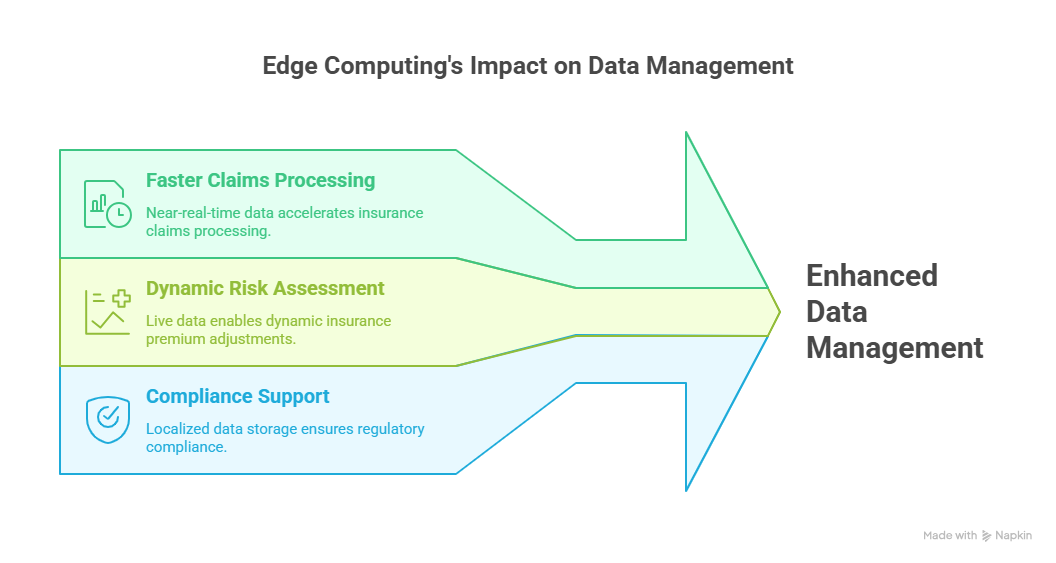 Edge Computing's Impact on Data Management
Faster Claims Processing
Near-real-time data accelerates insurance
claims processing.
Dynamic Risk Assessment
Live data enables dynamic insurance
premium adjustments.
Compliance Support
Localized data storage ensures regulatory
compliance.
Enhanced
Data
Management
Made with Napkin